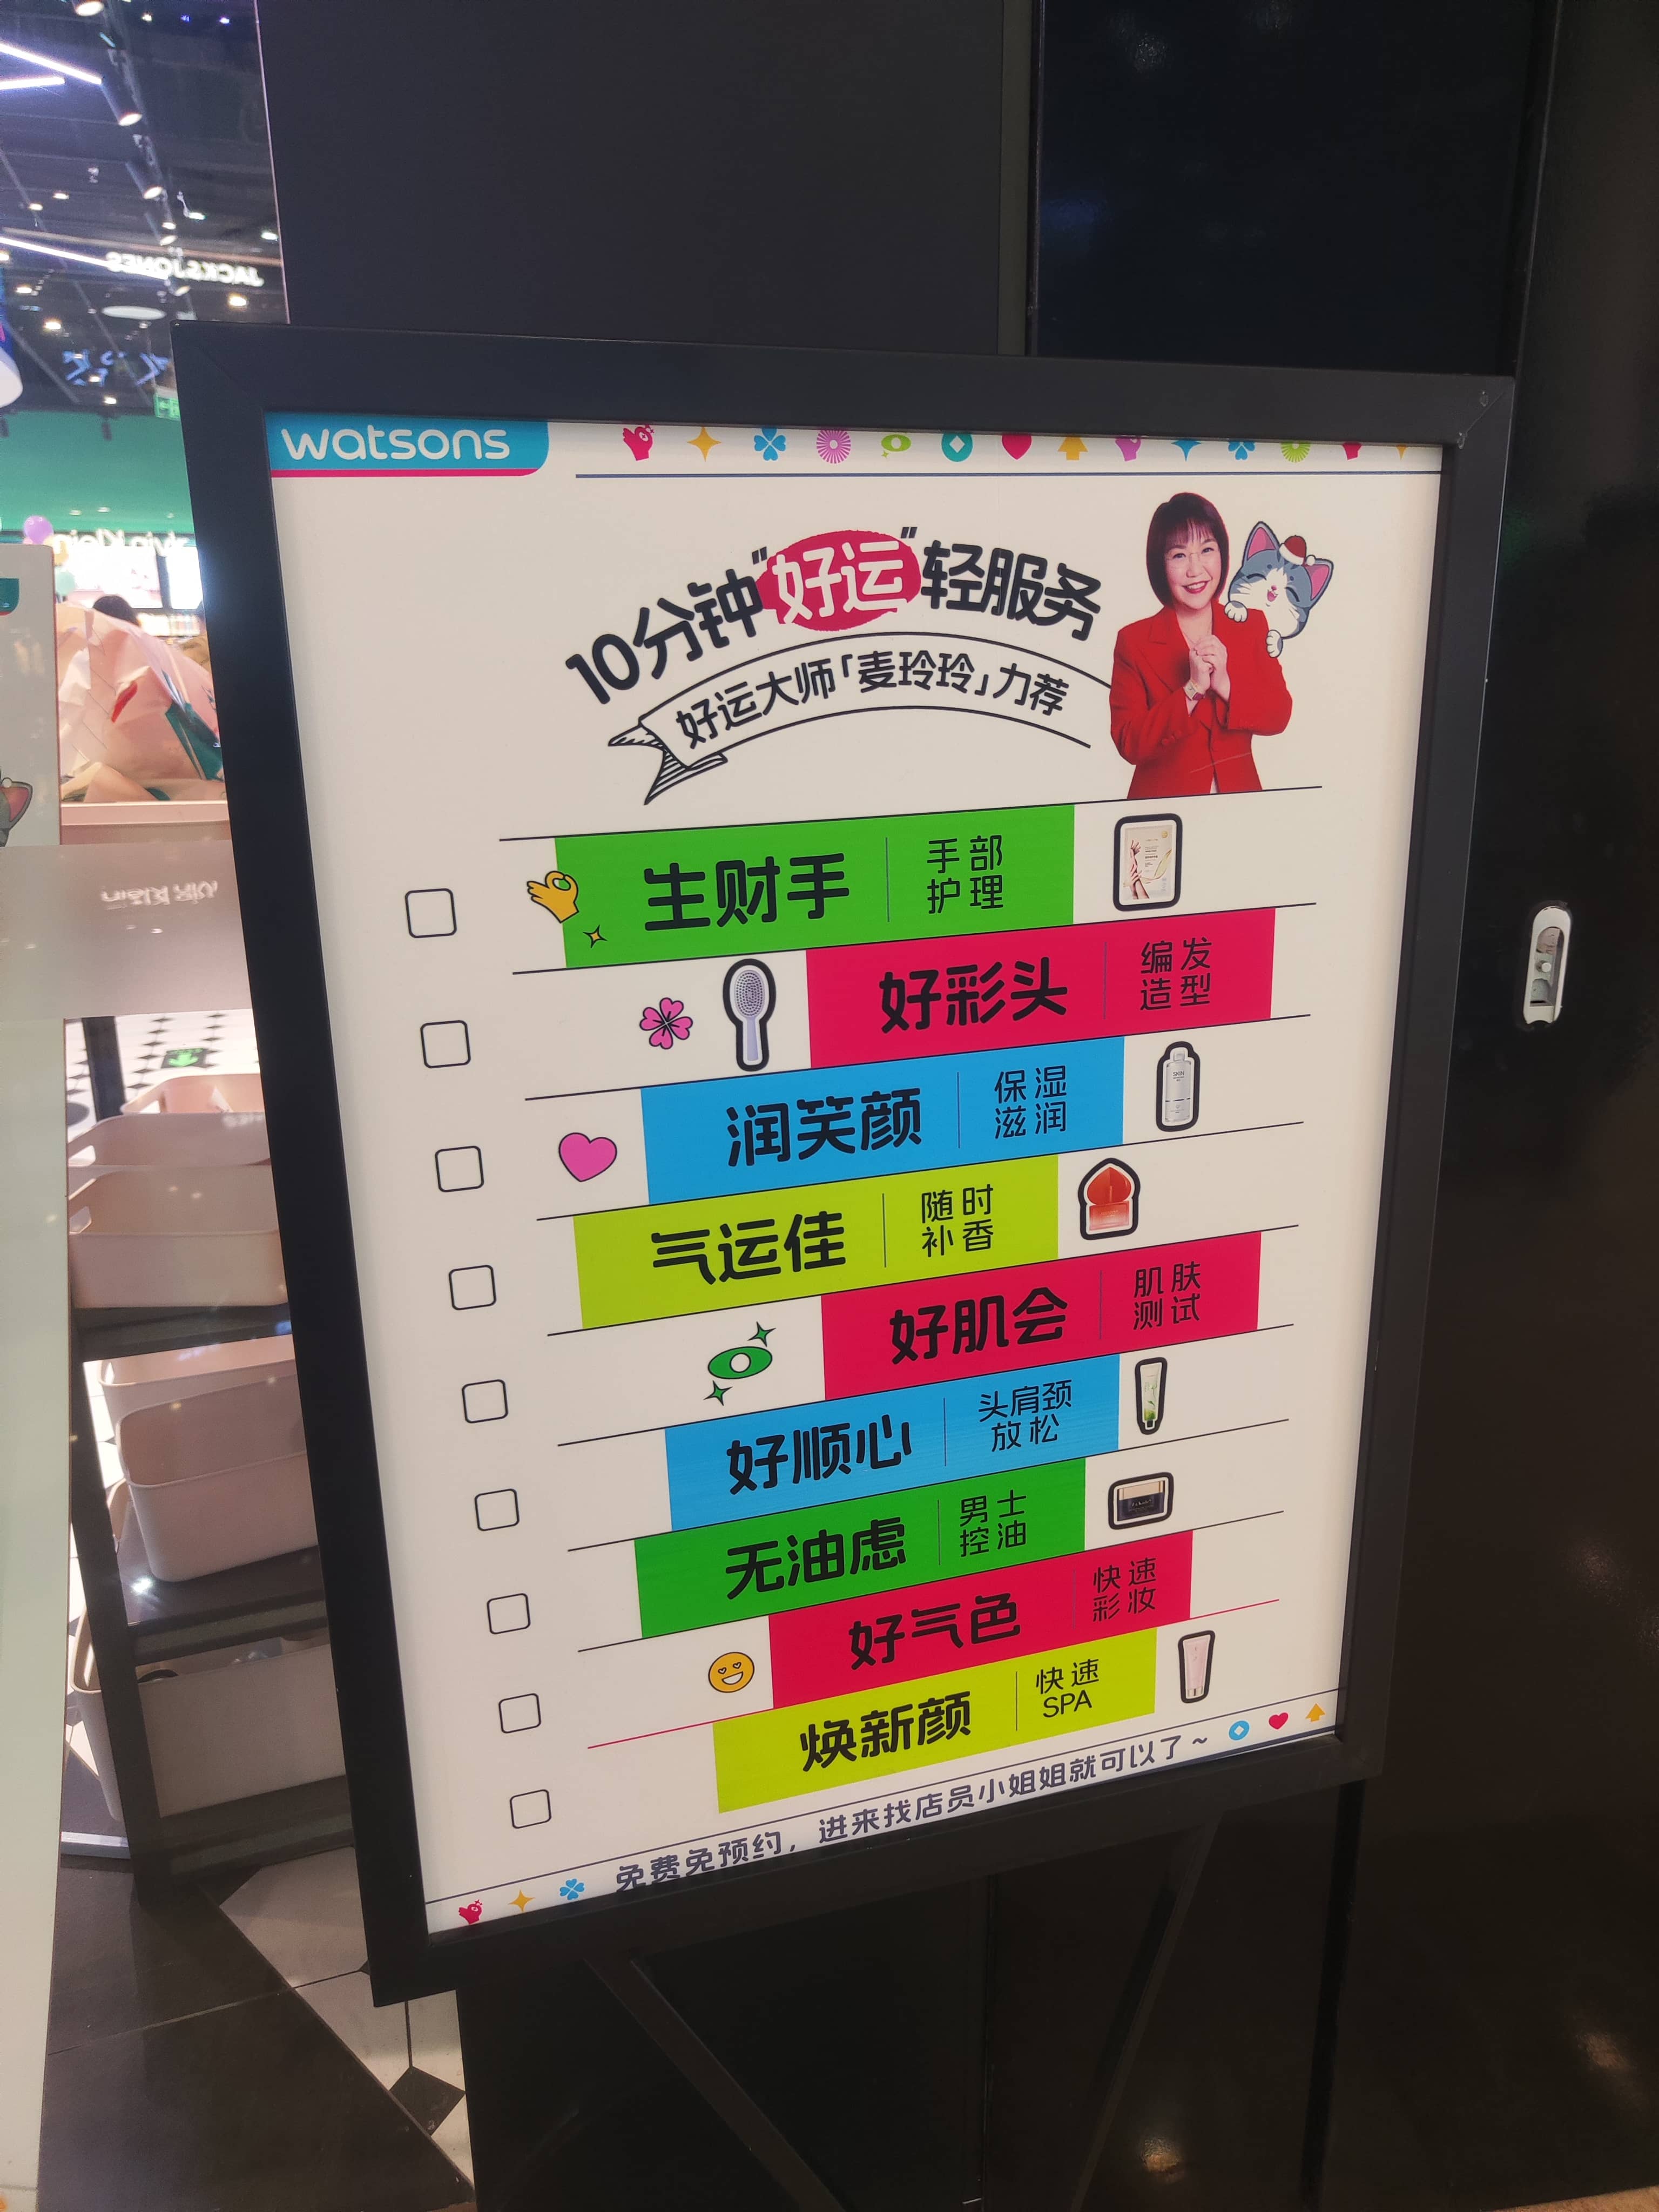 JACK&JONES
Calvin Klein
watsons
10分钟"好运"轻服务
好运大师「麦玲玲」力荐
生财手
手部
护理
好彩头
编发
造型
润笑颜
保湿
滋润
气运佳
随时
补香
好肌会
肌肤
测试
好顺心
头肩颈
放松
无油虑
男士
控油
好气色
快速
彩妆
焕新颜
快速
SPA
免费免预约，进来找店员小姐姐就可以了~